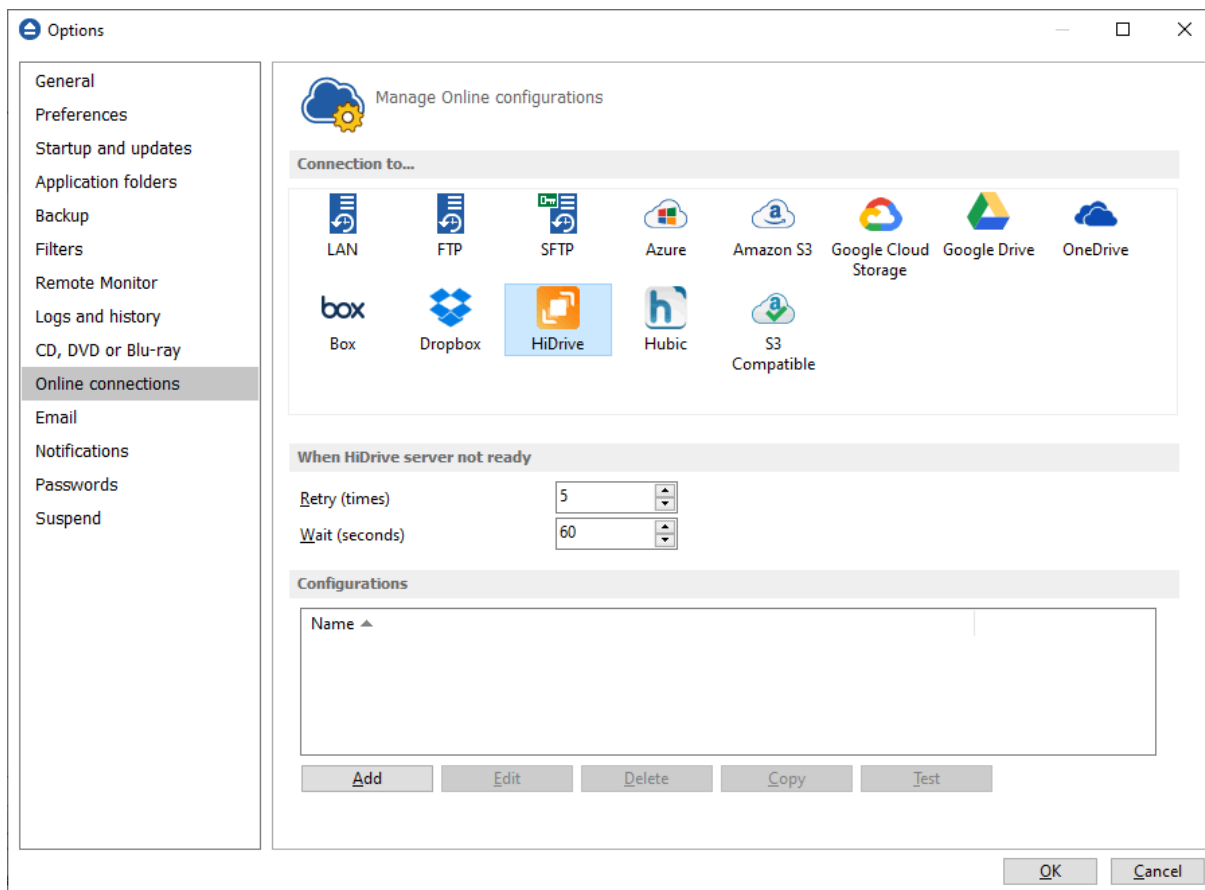 Options
General
Preferences
Startup and updates
Application folders
Backup
Filters
Remote Monitor
Logs and history
CD, DVD or Blu-ray
Online connections
Email
Notifications
Passwords
Suspend
Manage Online configurations
Connection to...
LAN
FTP
SFTP
Azure
Amazon S3
Google Cloud
Storage
Google Drive
OneDrive
box
Box
Dropbox
HiDrive
h
Hubic
a
S3
Compatible
When HiDrive server not ready
Retry (times)
5
Wait (seconds)
60
Configurations
Name
Add
Edit
Delete
Copy
Test
OK
Cancel